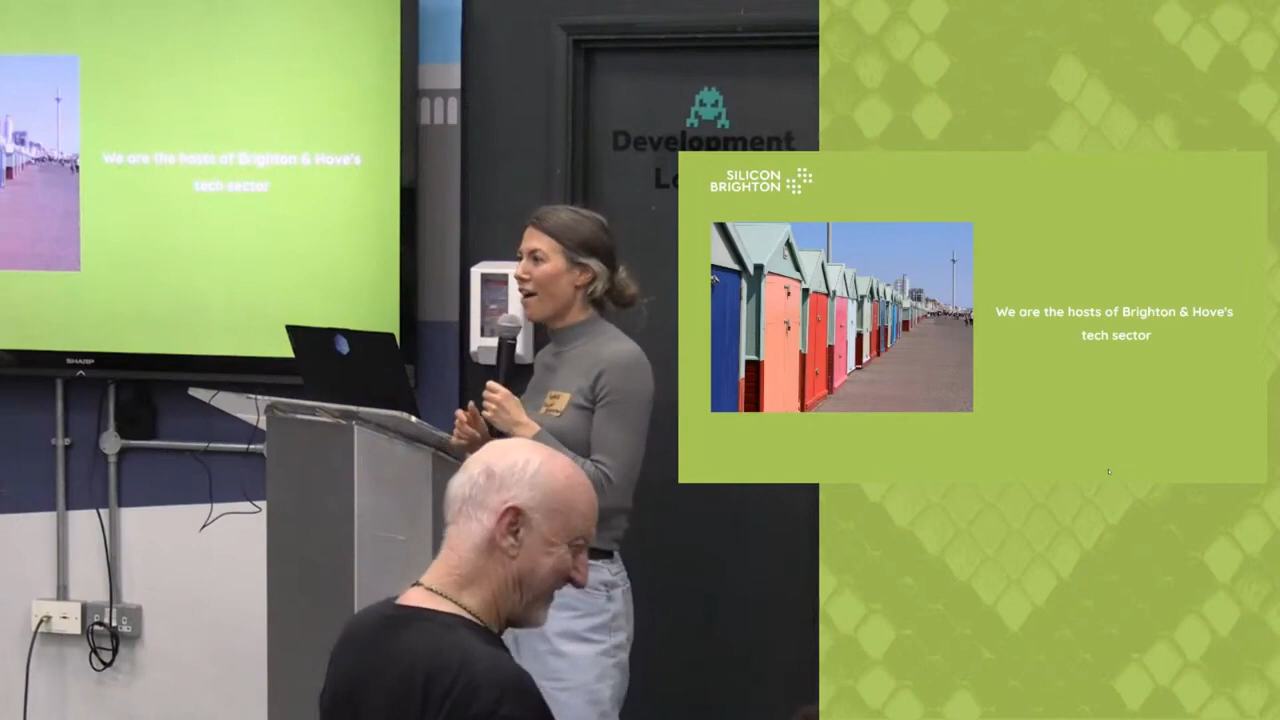 We are the hosts of Brighton & Hove's
tech sector
SHARP
Development
SILICON
BRIGHTON
We are the hosts of Brighton & Hove's
tech sector